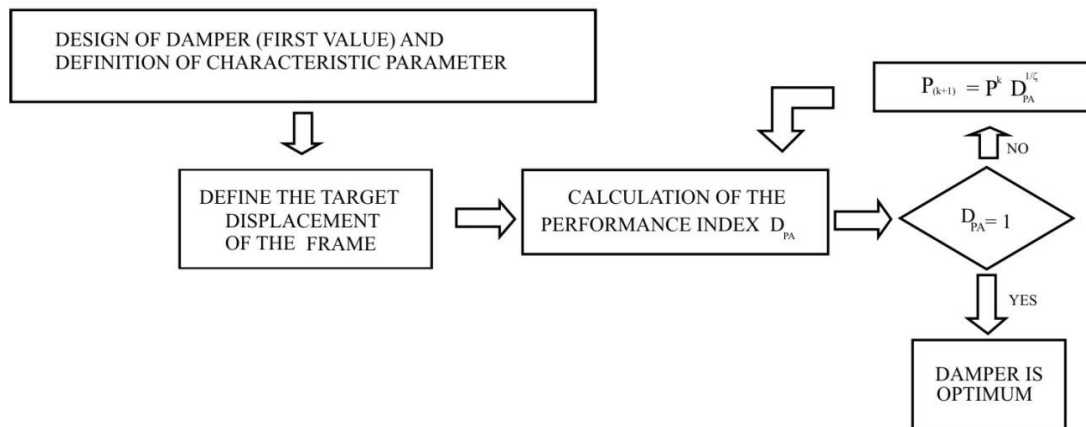 DESIGN OF DAMPER (FIRST VALUE) AND
DEFINITION OF CHARACTERISTIC PARAMETER
DEFINE THE TARGET
DISPLACEMENT
OF THE FRAME
CALCULATION OF THE
PERFORMANCE INDEX D_PA
P_(k+1) = P^k D_PA^1/ζ
NO
D_PA = 1
YES
DAMPER IS
OPTIMUM